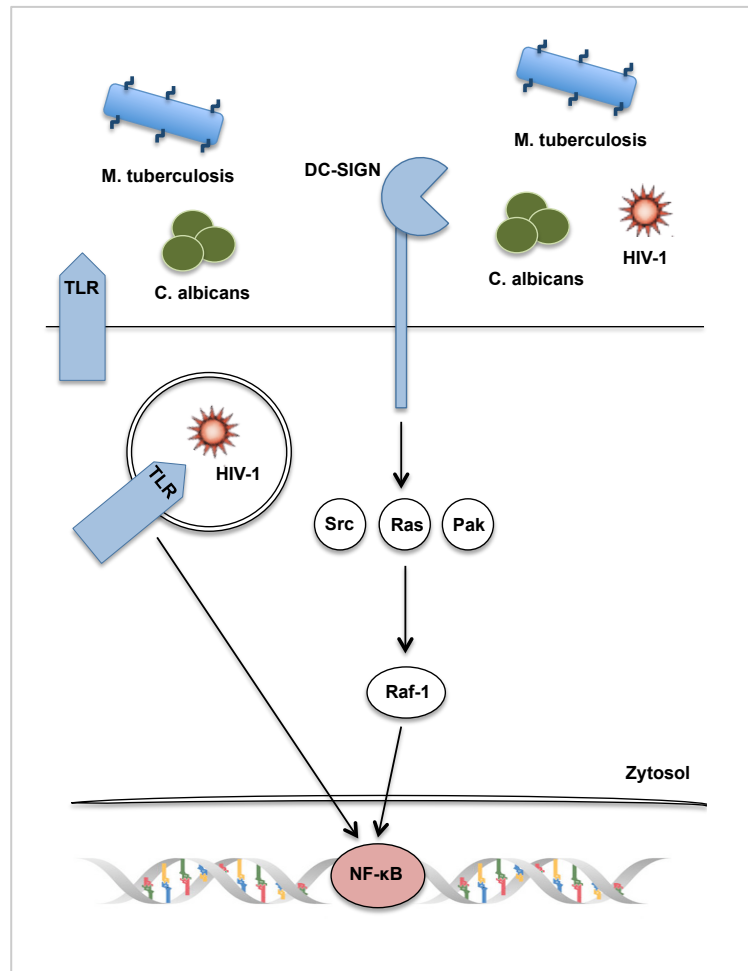 M. tuberculosis
M. tuberculosis
DC-SIGN
C. albicans
HIV-1
C. albicans
TLR
HIV-1
TLR
Src
Ras
Pak
Raf-1
Zytosol
NF-κB